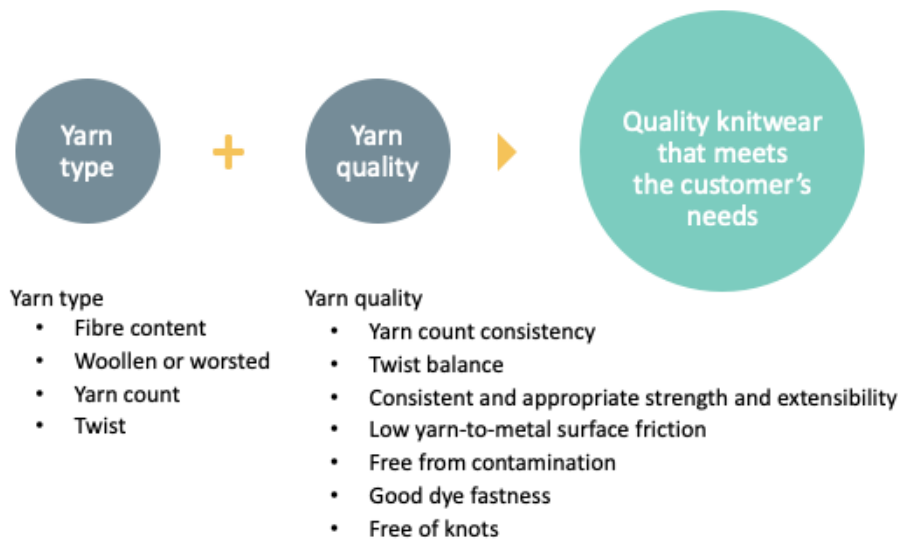 Yarn
type
+
Yarn
quality
Quality knitwear
that meets
the customer's
needs
Yarn type
• Fibre content
• Woollen or worsted
• Yarn count
• Twist
Yarn quality
• Yarn count consistency
• Twist balance
• Consistent and appropriate strength and extensibility
• Low yarn-to-metal surface friction
• Free from contamination
• Good dye fastness
• Free of knots